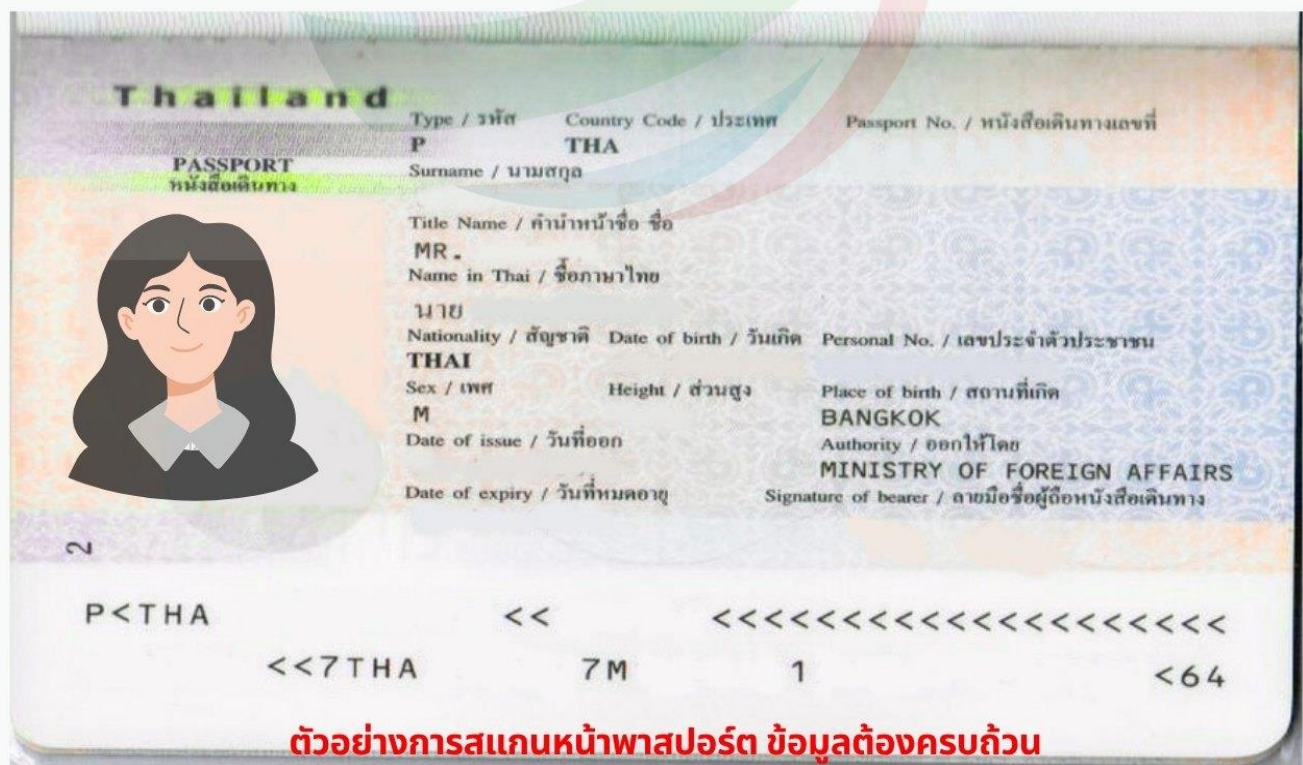 Thailand
PASSPORT
หนังสือเดินทาง
Type / รหัส Country Code / ประเทศ Passport No. / หนังสือเดินทางเลขที่
P THA
Surname / นามสกุล
Title Name / คำนำหน้าชื่อ ชื่อ
MR.
Name in Thai / ชื่อภาษาไทย
นาย
Nationality / สัญชาติ Date of birth / วันเกิด Personal No. / เลขประจำตัวประชาชน
THAI
Sex / เพศ Height / ส่วนสูง Place of birth / สถานที่เกิด
M BANGKOK
Date of issue / วันที่ออก Authority / ออกให้โดย
MINISTRY OF FOREIGN AFFAIRS
Date of expiry / วันที่หมดอายุ Signature of bearer / ลายมือชื่อผู้ถือหนังสือเดินทาง
2
P<THA << <<<<<<<<<<<<<<<<<<<<
<<7THA 7M 1 <64
ตัวอย่างการสแกนหน้าพาสปอร์ต ข้อมูลต้องครบถ้วน